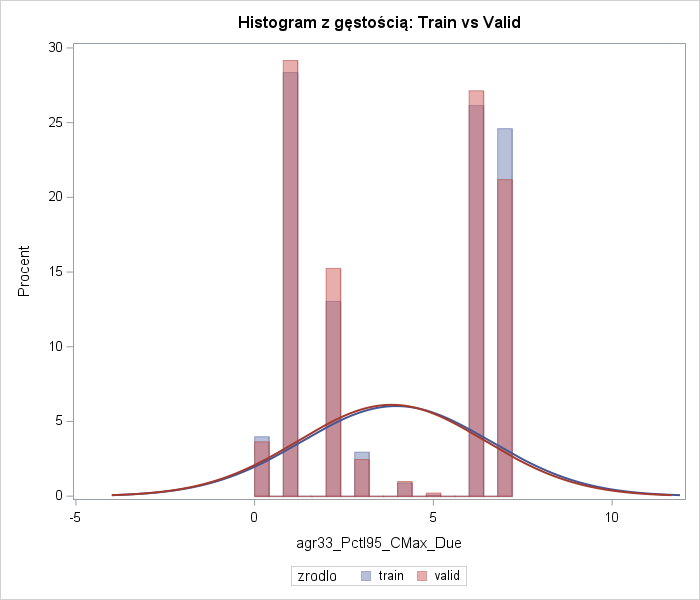 Histogram z gęstością: Train vs Valid
30
25
20
15
10
5
0
Procent
-5 0 5 10
agr33_Pctl95_CMax_Due
zrodlo train valid